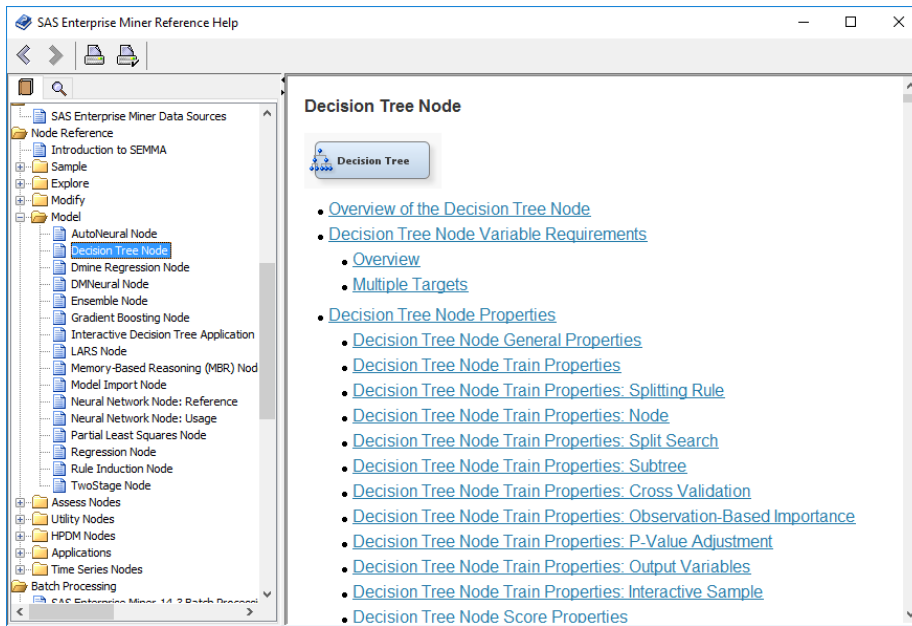 SAS Enterprise Miner Reference Help
SAS Enterprise Miner Data Sources
Node Reference
Introduction to SEMMA
Sample
Explore
Modify
Model
AutoNeural Node
Decision Tree Node
Dmine Regression Node
DMNeural Node
Ensemble Node
Gradient Boosting Node
Interactive Decision Tree Application
LARS Node
Memory-Based Reasoning (MBR) Nod
Model Import Node
Neural Network Node: Reference
Neural Network Node: Usage
Partial Least Squares Node
Regression Node
Rule Induction Node
TwoStage Node
Assess Nodes
Utility Nodes
HPDM Nodes
Applications
Time Series Nodes
Batch Processing
SAS Enterprise Miner 14.3 Batch Processi
Decision Tree Node
Decision Tree
Overview of the Decision Tree Node
Decision Tree Node Variable Requirements
Overview
Multiple Targets
Decision Tree Node Properties
Decision Tree Node General Properties
Decision Tree Node Train Properties
Decision Tree Node Train Properties: Splitting Rule
Decision Tree Node Train Properties: Node
Decision Tree Node Train Properties: Split Search
Decision Tree Node Train Properties: Subtree
Decision Tree Node Train Properties: Cross Validation
Decision Tree Node Train Properties: Observation-Based Importance
Decision Tree Node Train Properties: P-Value Adjustment
Decision Tree Node Train Properties: Output Variables
Decision Tree Node Train Properties: Interactive Sample
Decision Tree Node Score Properties